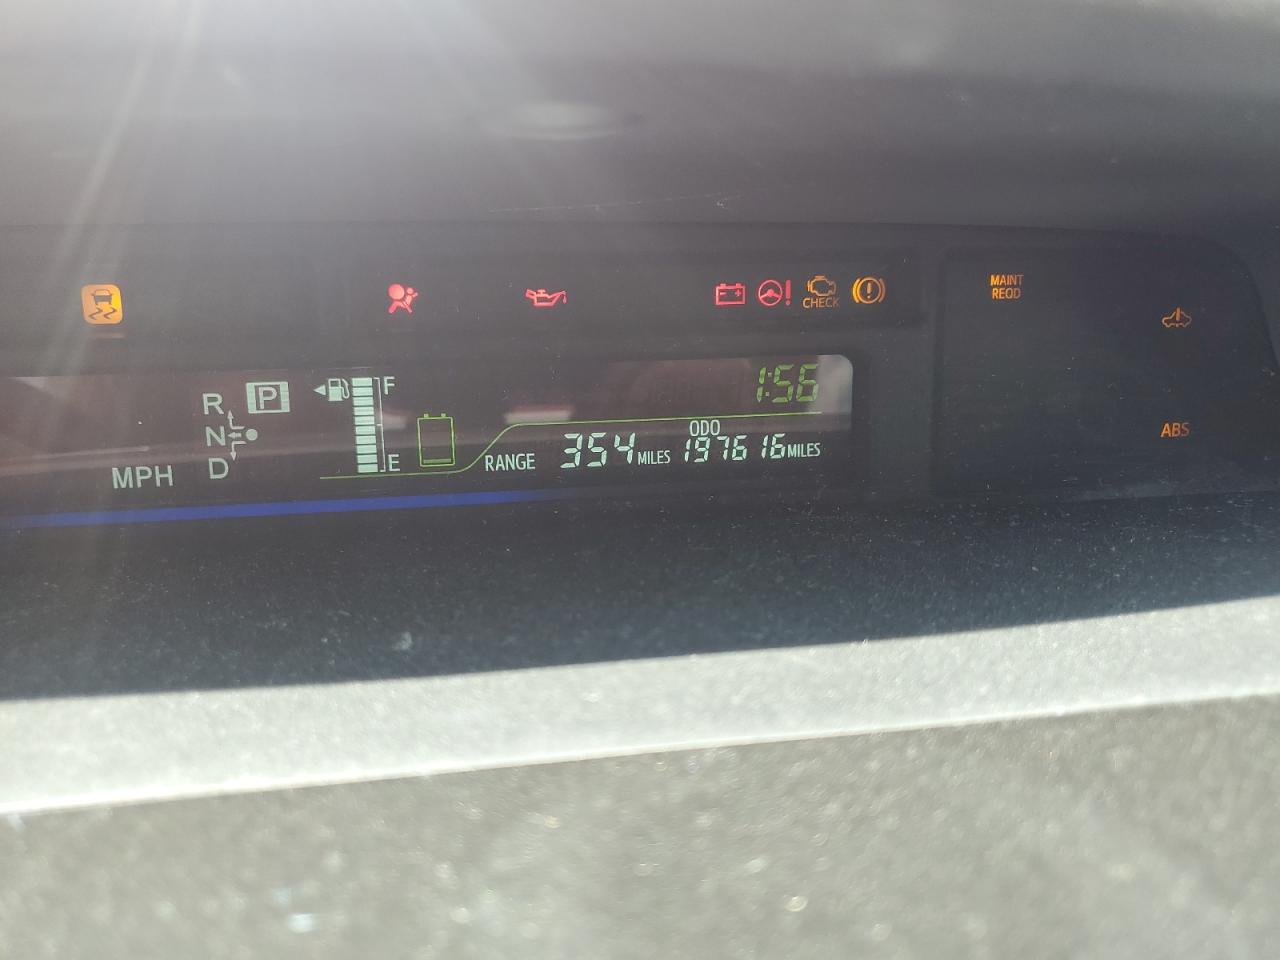 CHECK
MAINT
REQD
ABS
R P
N
D
MPH
F
E
1:56
ODO
RANGE 354 MILES 197616 MILES